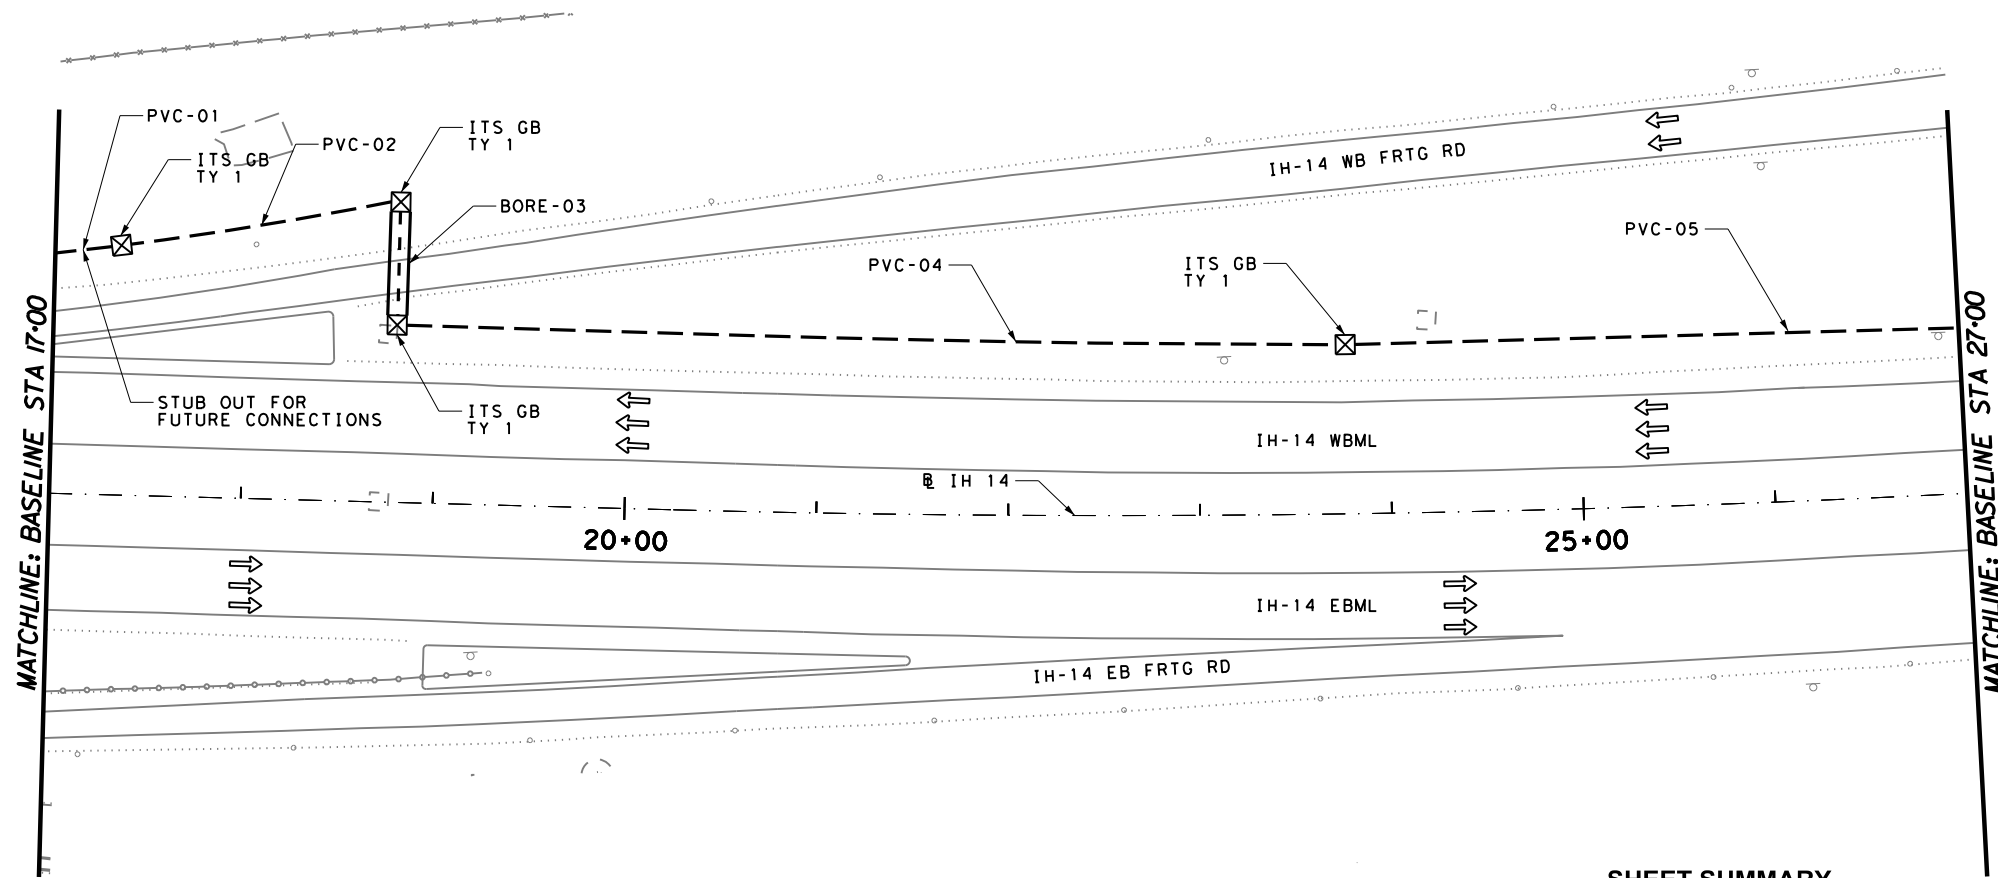 PVC-01
ITS GB
TY 1
PVC-02
ITS GB
TY 1
BORE-03
IH-14 WB FRTG RD
PVC-04
ITS GB
TY 1
PVC-05
STUB OUT FOR
FUTURE CONNECTIONS
ITS GB
TY 1
IH-14 WBML
℄ IH 14
20+00
25+00
IH-14 EBML
IH-14 EB FRTG RD
MATCHLINE: BASELINE STA 17+00
MATCHLINE: BASELINE STA 27+00
SHEET SUMMARY